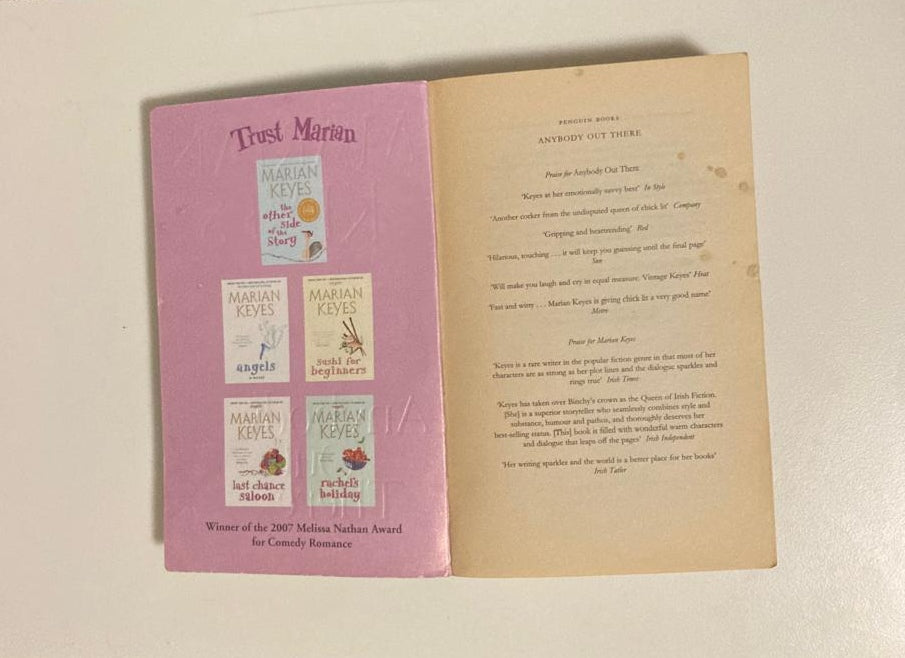 Trust Marian
MARIAN
KEYES
the
other
side
of the
story
MARIAN
KEYES
angels
MARIAN
KEYES
sushi for
beginners
MARIAN
KEYES
last chance
saloon
MARIAN
KEYES
rachel's
holiday
Winner of the 2007 Melissa Nathan Award
for Comedy Romance
PENGUIN BOOKS
ANYBODY OUT THERE
Praise for Anybody Out There
'Keyes at her emotionally savvy best' In Style
'Another corker from the undisputed queen of chick lit' Company
'Gripping and heartrending' Red
'Hilarious, touching . . . it will keep you guessing until the final page'
Sun
'Will make you laugh and cry in equal measure. Vintage Keyes' Heat
'Fast and witty . . . Marian Keyes is giving chick lit a very good name'
Metro
Praise for Marian Keyes
'Keyes is a rare writer in the popular fiction genre in that most of her
characters are as strong as her plot lines and the dialogue sparkles and
rings true' Irish Times
'Keyes has taken over Binchy's crown as the Queen of Irish Fiction.
[She] is a superior storyteller who seamlessly combines style and
substance, humour and pathos, and thoroughly deserves her
best-selling status. [This] book is filled with wonderful warm characters
and dialogue that leaps off the pages' Irish Independent
'Her writing sparkles and the world is a better place for her books'
Irish Tatler